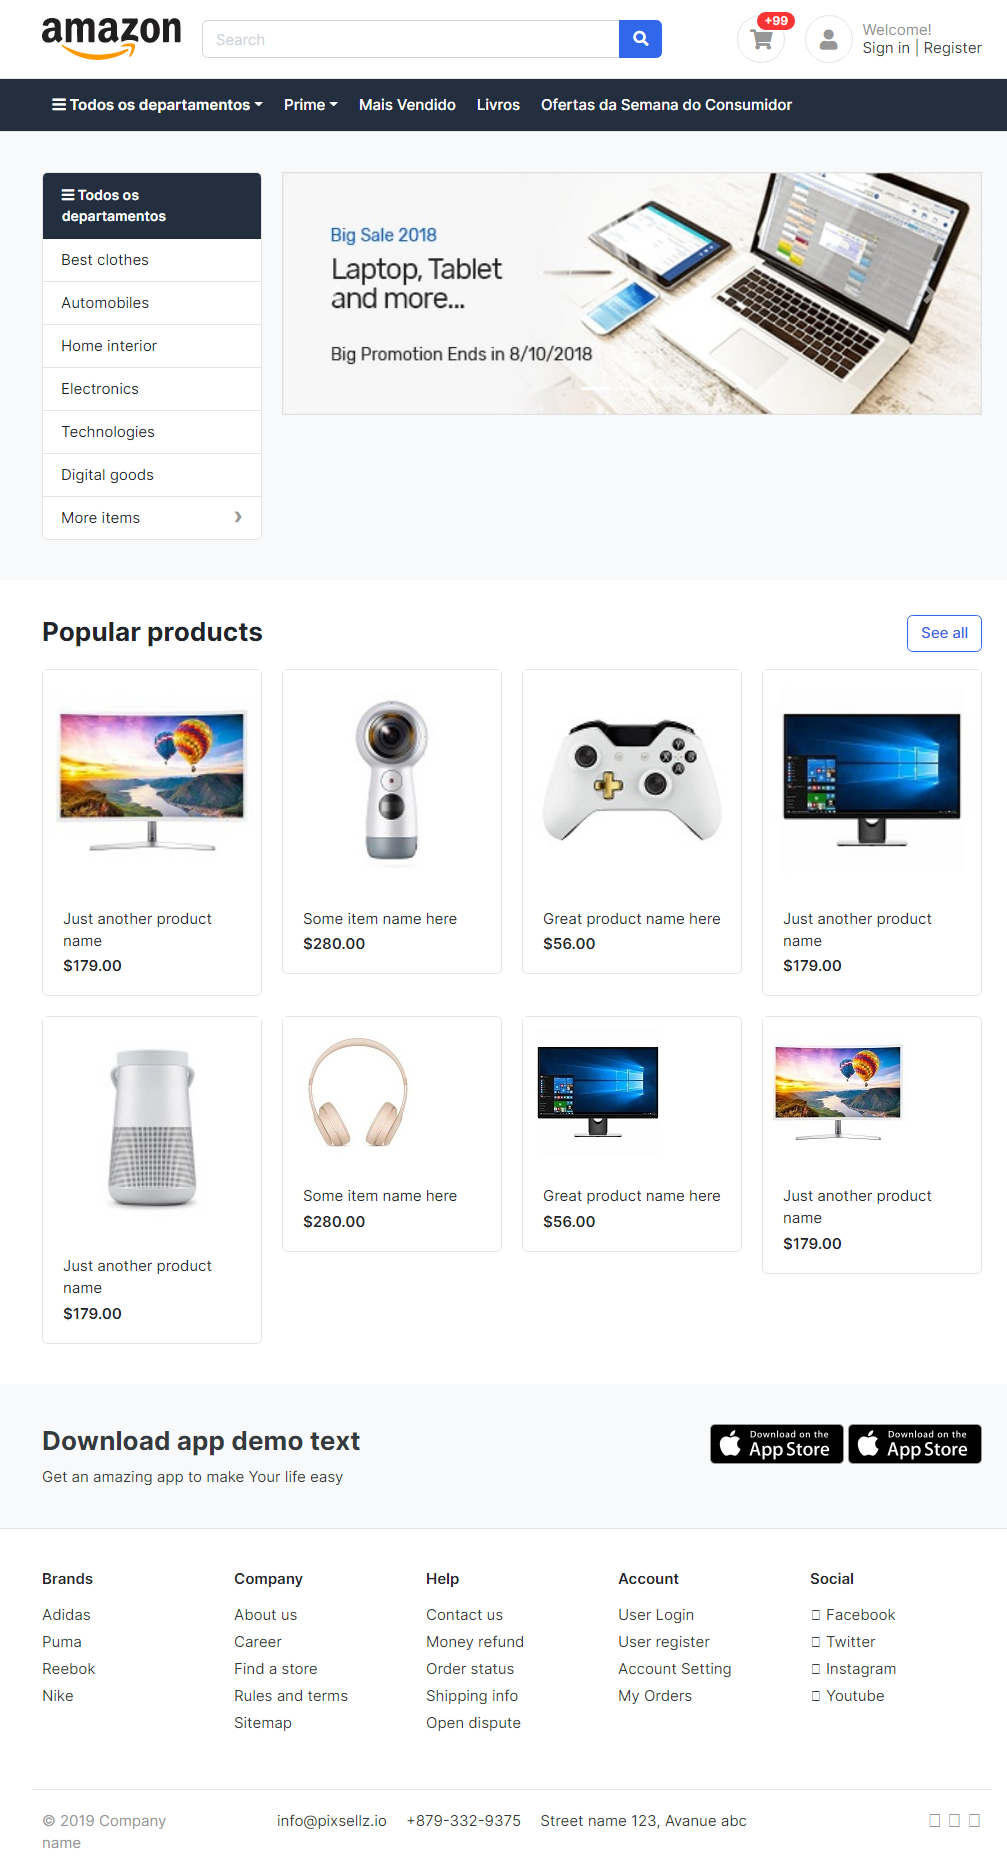 amazon
Search
+99
Welcome!
Sign in | Register
Todos os departamentos
Prime
Mais Vendido
Livros
Ofertas da Semana do Consumidor
Todos os
departamentos
Best clothes
Automobiles
Home interior
Electronics
Technologies
Digital goods
More items
Big Sale 2018
Laptop, Tablet
and more...
Big Promotion Ends in 8/10/2018
Popular products
See all
Just another product
name
$179.00
Some item name here
$280.00
Great product name here
$56.00
Just another product
name
$179.00
Just another product
name
$179.00
Some item name here
$280.00
Great product name here
$56.00
Just another product
name
$179.00
Download app demo text
Get an amazing app to make Your life easy
Download on the
App Store
Download on the
App Store
Brands
Adidas
Puma
Reebok
Nike
Company
About us
Career
Find a store
Rules and terms
Sitemap
Help
Contact us
Money refund
Order status
Shipping info
Open dispute
Account
User Login
User register
Account Setting
My Orders
Social
Facebook
Twitter
Instagram
Youtube
© 2019 Company
name
info@pixsellz.io
+879-332-9375
Street name 123, Avanue abc